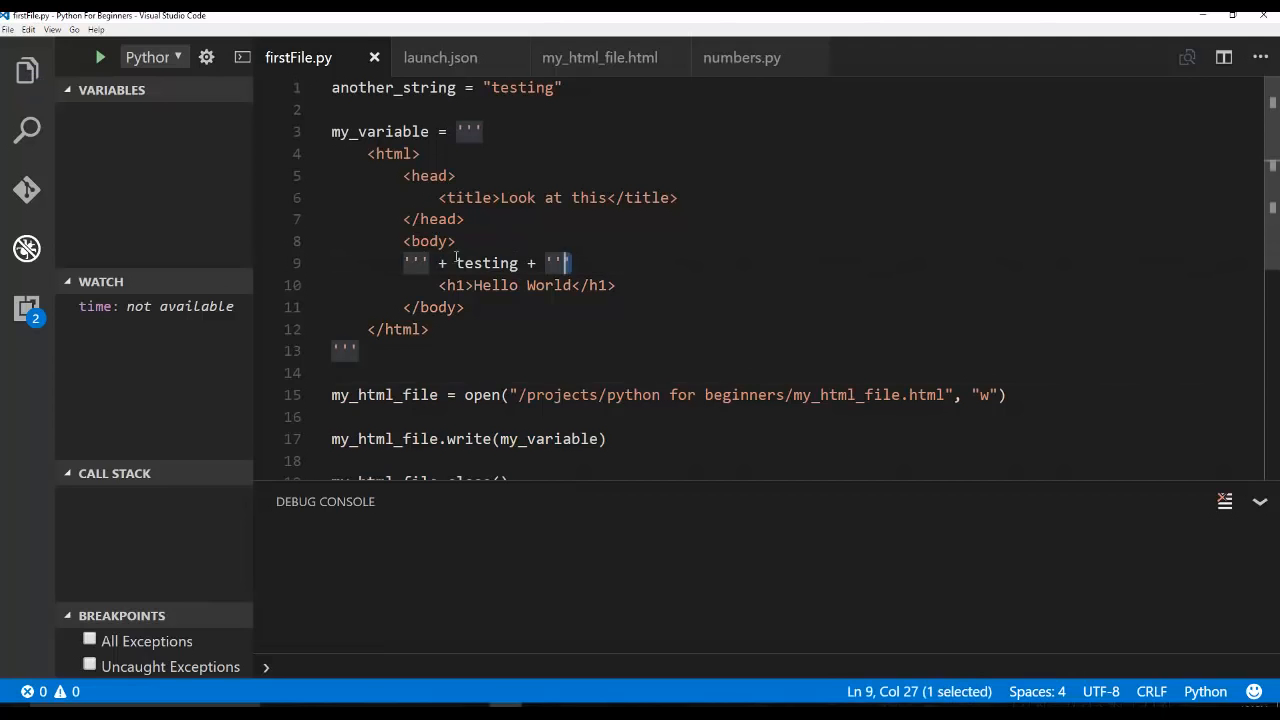 firstFile.py - Python For Beginners - Visual Studio Code
File Edit View Go Help
Python
firstFile.py
launch.json
my_html_file.html
numbers.py
VARIABLES
WATCH
time: not available
CALL STACK
BREAKPOINTS
All Exceptions
Uncaught Exceptions
2
1 another_string = "testing"
2
3 my_variable = '''
4 <html>
5 <head>
6 <title>Look at this</title>
7 </head>
8 <body>
9 ''' + testing + '''
10 <h1>Hello World</h1>
11 </body>
12 </html>
13 '''
14
15 my_html_file = open("/projects/python for beginners/my_html_file.html", "w")
16
17 my_html_file.write(my_variable)
18
my_html_file.close()
DEBUG CONSOLE
0 0
Ln 9, Col 27 (1 selected) Spaces: 4 UTF-8 CRLF Python